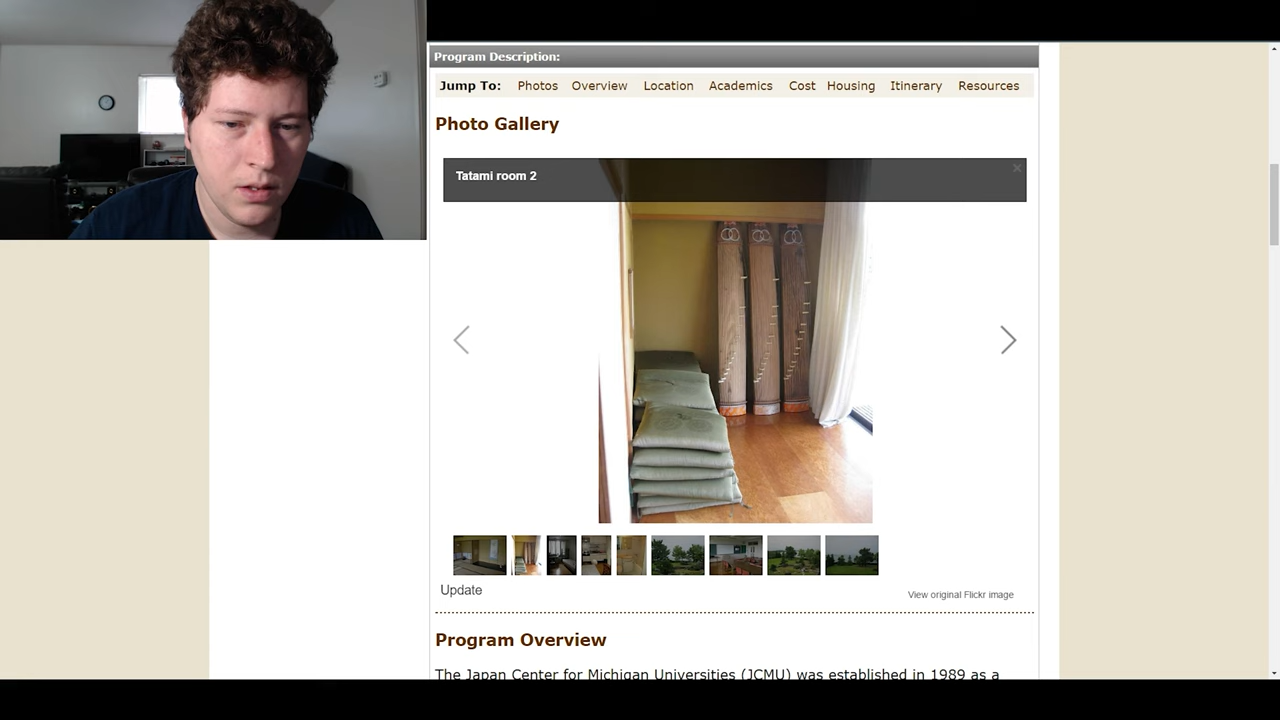 Program Description:
Jump To: Photos Overview Location Academics Cost Housing Itinerary Resources
Photo Gallery
Tatami room 2
Update
View original Flickr image
Program Overview
The Japan Center for Michigan Universities (JCMU) was established in 1989 as a